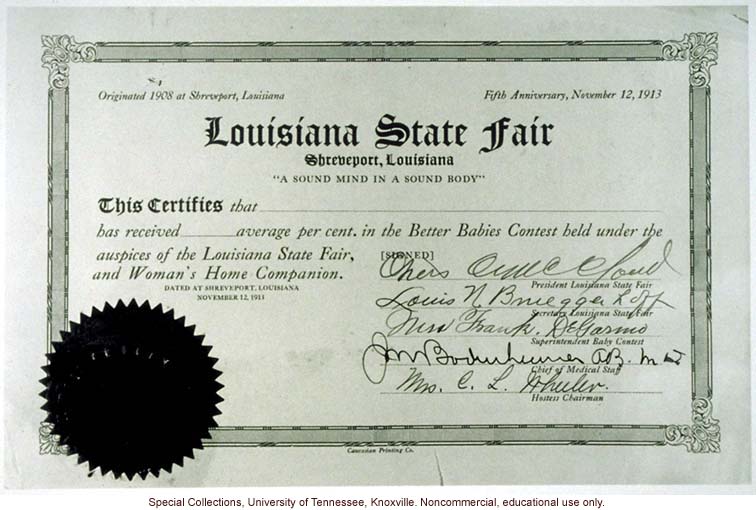 Originated 1908 at Shreveport, Louisiana
Fifth Anniversary, November 12, 1913
Louisiana State Fair
Shreveport, Louisiana
"A SOUND MIND IN A SOUND BODY"
This Certifies that
has received average per cent. in the Better Babies Contest held under the
auspices of the Louisiana State Fair,
and Woman's Home Companion.
DATED AT SHREVEPORT, LOUISIANA
NOVEMBER 12, 1913
[SIGNED]
President Louisiana State Fair
Louis N. Brueggerhoff
Secretary Louisiana State Fair
Mrs Frank. DeGarmo
Superintendent Baby Contest
J M Bodenheimer A.B. M D
Chief of Medical Staff
Mrs. C. L. Wheeler.
Hostess Chairman
Caucasian Printing Co.
Special Collections, University of Tennessee, Knoxville. Noncommercial, educational use only.